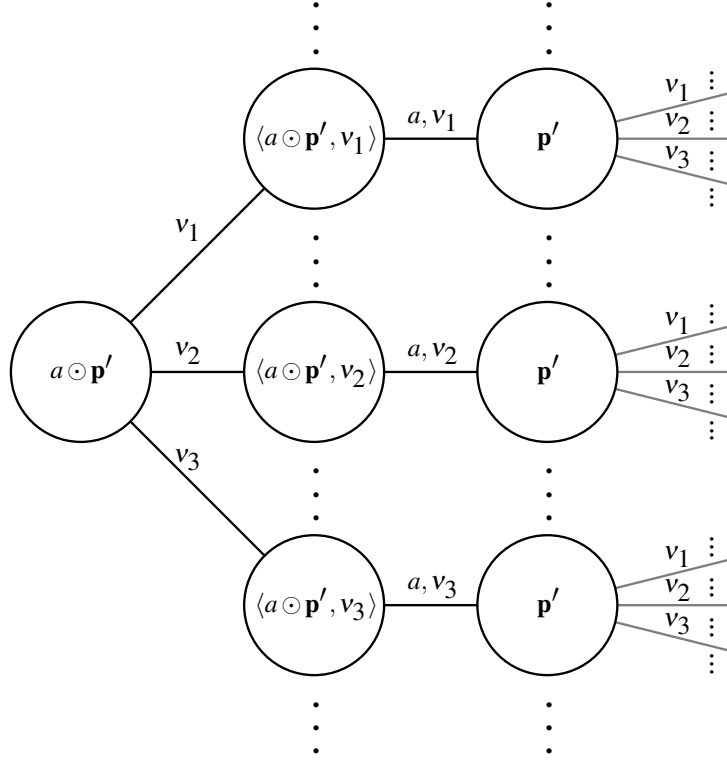 v₁
v₂
v₃
⟨a ⊙ 𝐩′, v₁⟩
a, v₁
𝐩′
v₁
a ⊙ 𝐩′
v₂
⟨a ⊙ 𝐩′, v₂⟩
a, v₂
𝐩′
v₁
v₂
v₃
v₃
⟨a ⊙ 𝐩′, v₃⟩
a, v₃
𝐩′
v₁
v₂
v₃